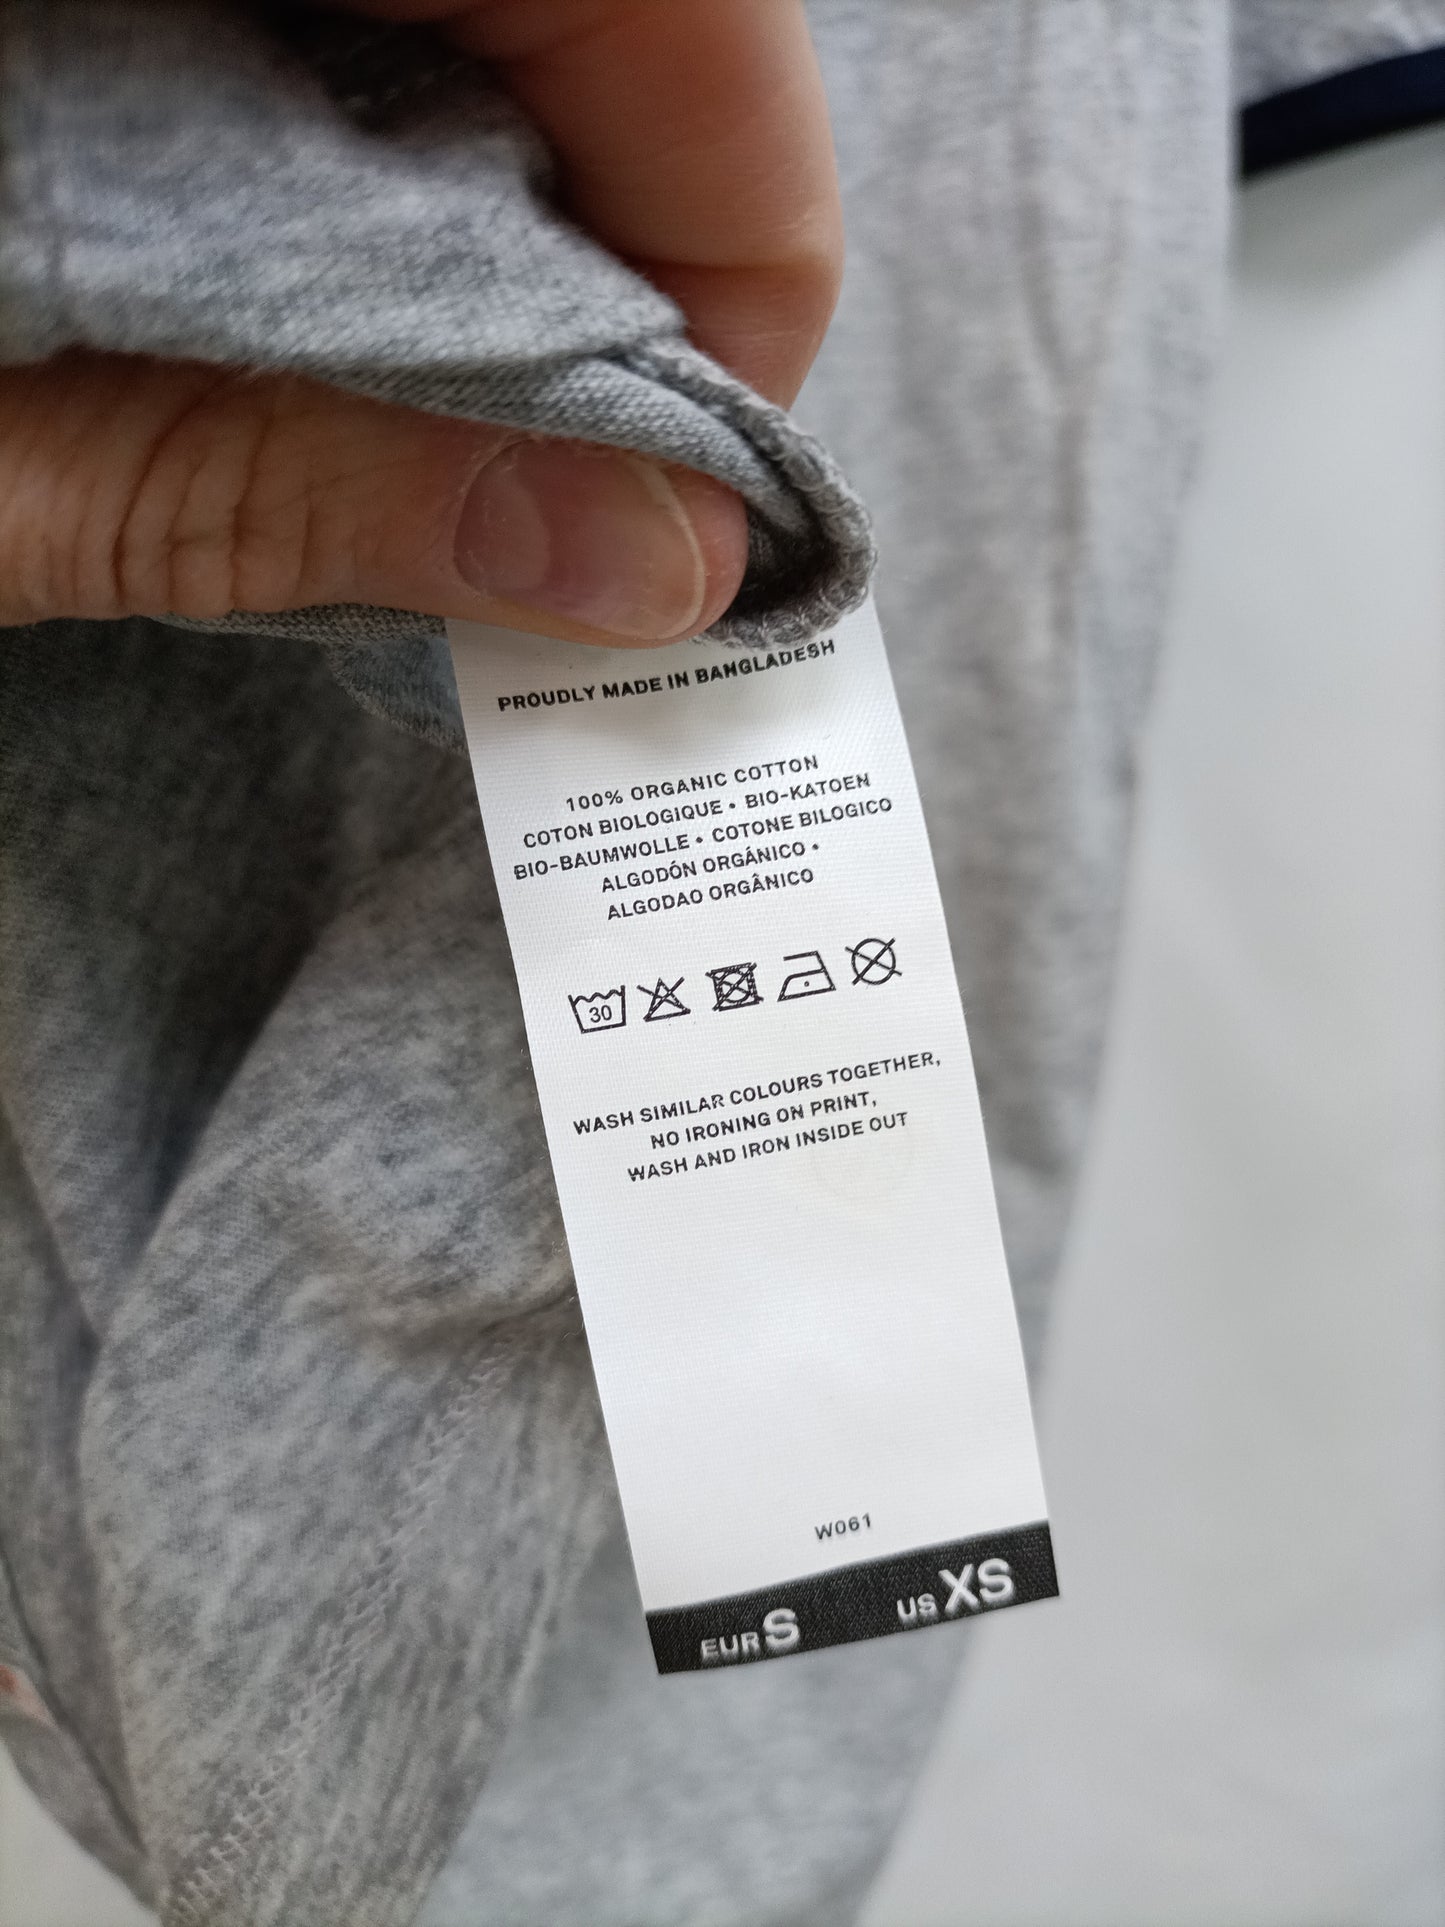 PROUDLY MADE IN BANGLADESH
100% ORGANIC COTTON
COTON BIOLOGIQUE • BIO-KATOEN
BIO-BAUMWOLLE • COTONE BILOGICO
ALGODÓN ORGÁNICO •
ALGODAO ORGÂNICO
30
WASH SIMILAR COLOURS TOGETHER,
NO IRONING ON PRINT,
WASH AND IRON INSIDE OUT
W061
EUR S US XS